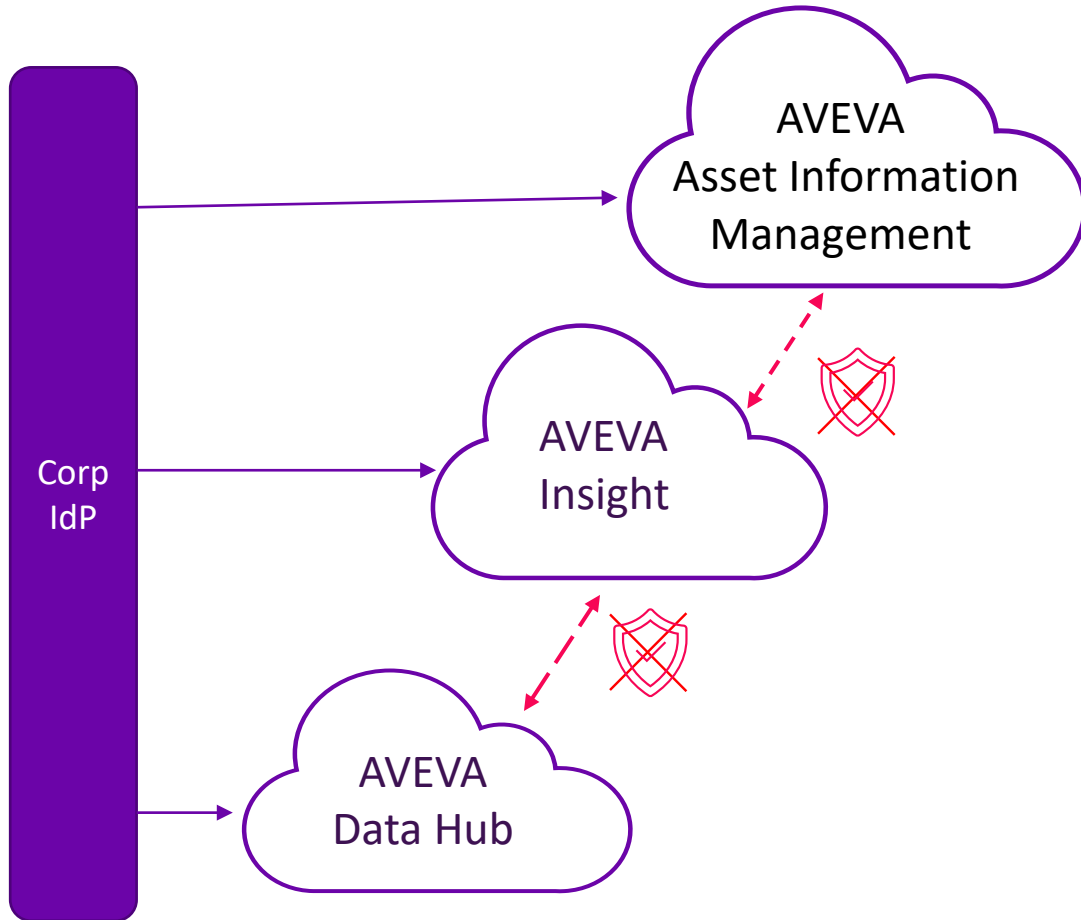 AVEVA
Asset Information
Management
AVEVA
Insight
Corp
IdP
AVEVA
Data Hub